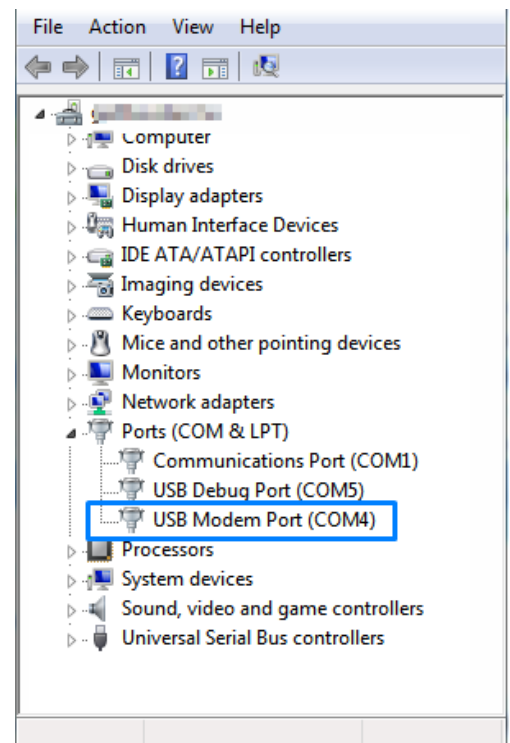 File Action View Help
Computer
Disk drives
Display adapters
Human Interface Devices
IDE ATA/ATAPI controllers
Imaging devices
Keyboards
Mice and other pointing devices
Monitors
Network adapters
Ports (COM & LPT)
Communications Port (COM1)
USB Debug Port (COM5)
USB Modem Port (COM4)
Processors
System devices
Sound, video and game controllers
Universal Serial Bus controllers